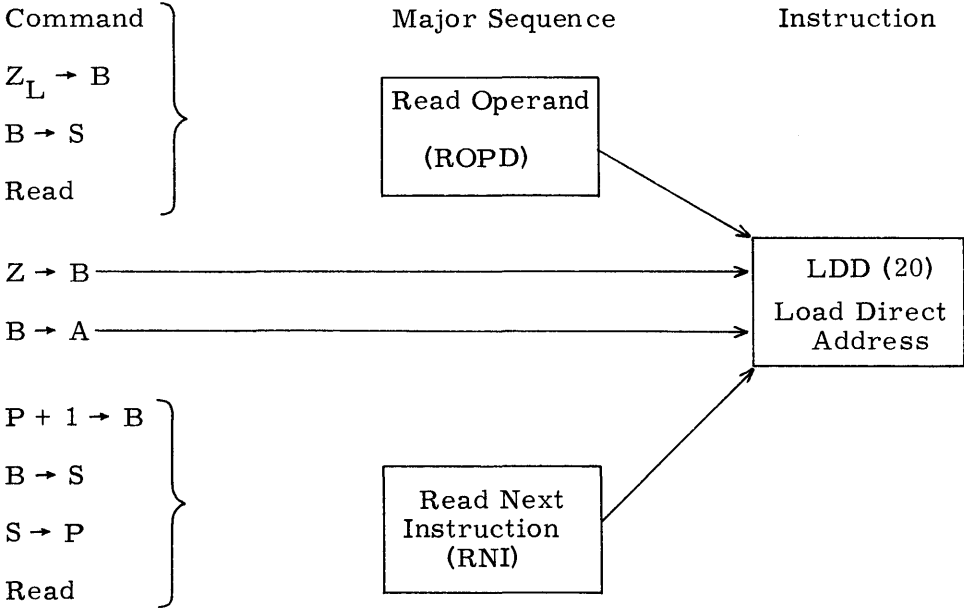 Command Major Sequence Instruction
Z_L → B
B → S
Read
Read Operand
(ROPD)
Z → B
B → A
LDD (20)
Load Direct
Address
P + 1 → B
B → S
S → P
Read
Read Next
Instruction
(RNI)